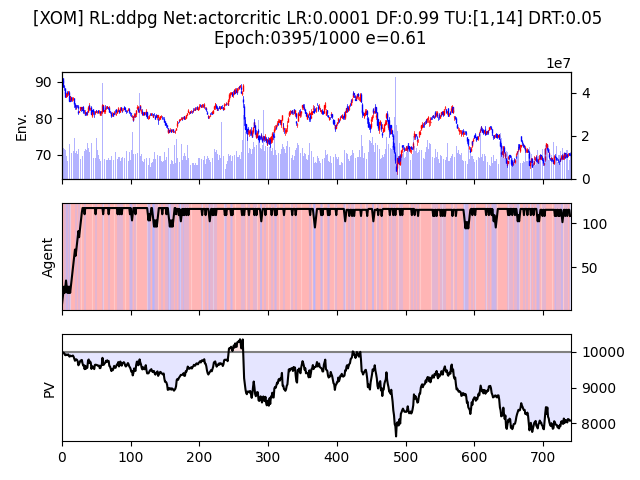 [XOM] RL:ddpg Net:actorcritic LR:0.0001 DF:0.99 TU:[1,14] DRT:0.05
Epoch:0395/1000 e=0.61
1e7
90
80
70
Env.
4
2
0
Agent
100
50
PV
10000
9000
8000
0 100 200 300 400 500 600 700